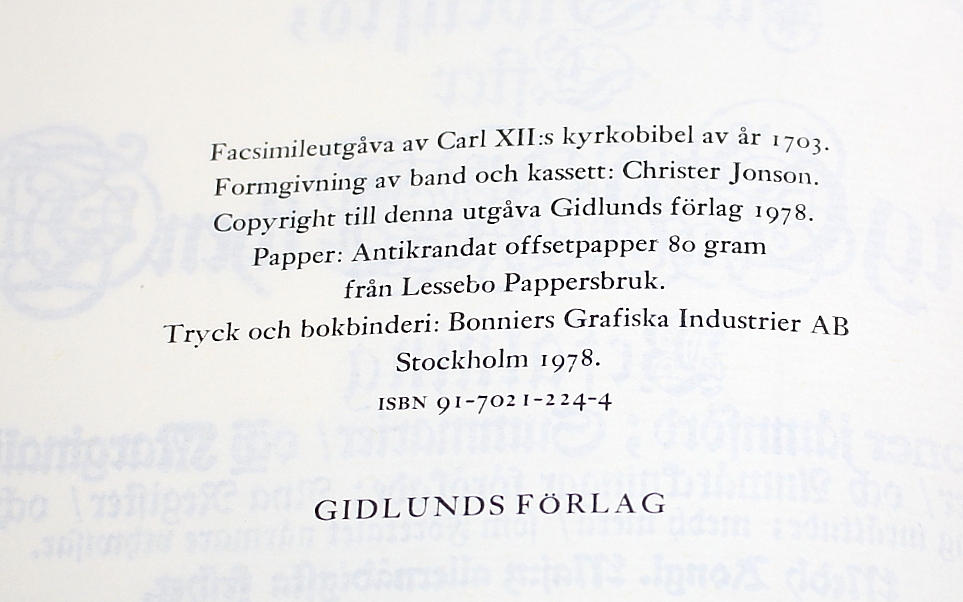 Facsimileutgåva av Carl XII:s kyrkobibel av år 1703.
Formgivning av band och kassett: Christer Jonson.
Copyright till denna utgåva Gidlunds förlag 1978.
Papper: Antikrandat offsetpapper 80 gram
från Lessebo Pappersbruk.
Tryck och bokbinderi: Bonniers Grafiska Industrier AB
Stockholm 1978.
ISBN 91-7021-224-4
GIDLUNDS FÖRLAG